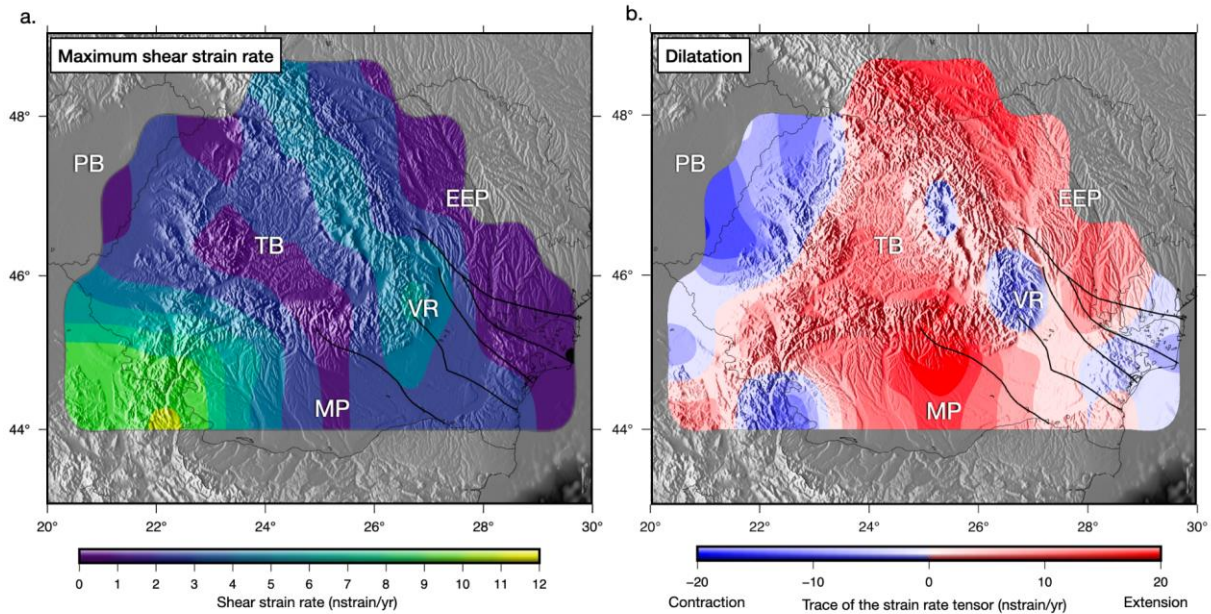 a.
Maximum shear strain rate
48°
46°
44°
PB
EEP
TB
VR
MP
20° 22° 24° 26° 28° 30°
0 1 2 3 4 5 6 7 8 9 10 11 12
Shear strain rate (nstrain/yr)
b.
Dilatation
PB
EEP
TB
VR
MP
20° 22° 24° 26° 28° 30°
−20 −10 0 10 20
Contraction Trace of the strain rate tensor (nstrain/yr) Extension